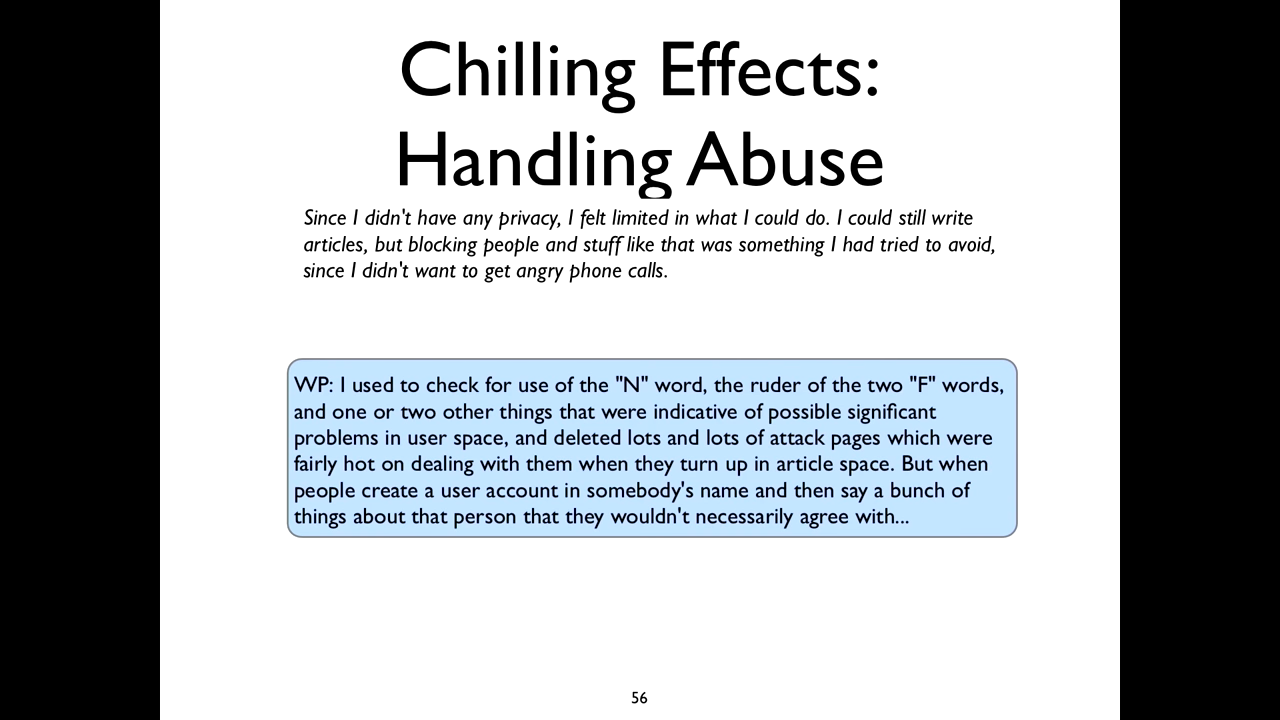 Chilling Effects:
Handling Abuse
Since I didn't have any privacy, I felt limited in what I could do. I could still write
articles, but blocking people and stuff like that was something I had tried to avoid,
since I didn't want to get angry phone calls.
WP: I used to check for use of the "N" word, the ruder of the two "F" words,
and one or two other things that were indicative of possible significant
problems in user space, and deleted lots and lots of attack pages which were
fairly hot on dealing with them when they turn up in article space. But when
people create a user account in somebody's name and then say a bunch of
things about that person that they wouldn't necessarily agree with...
56